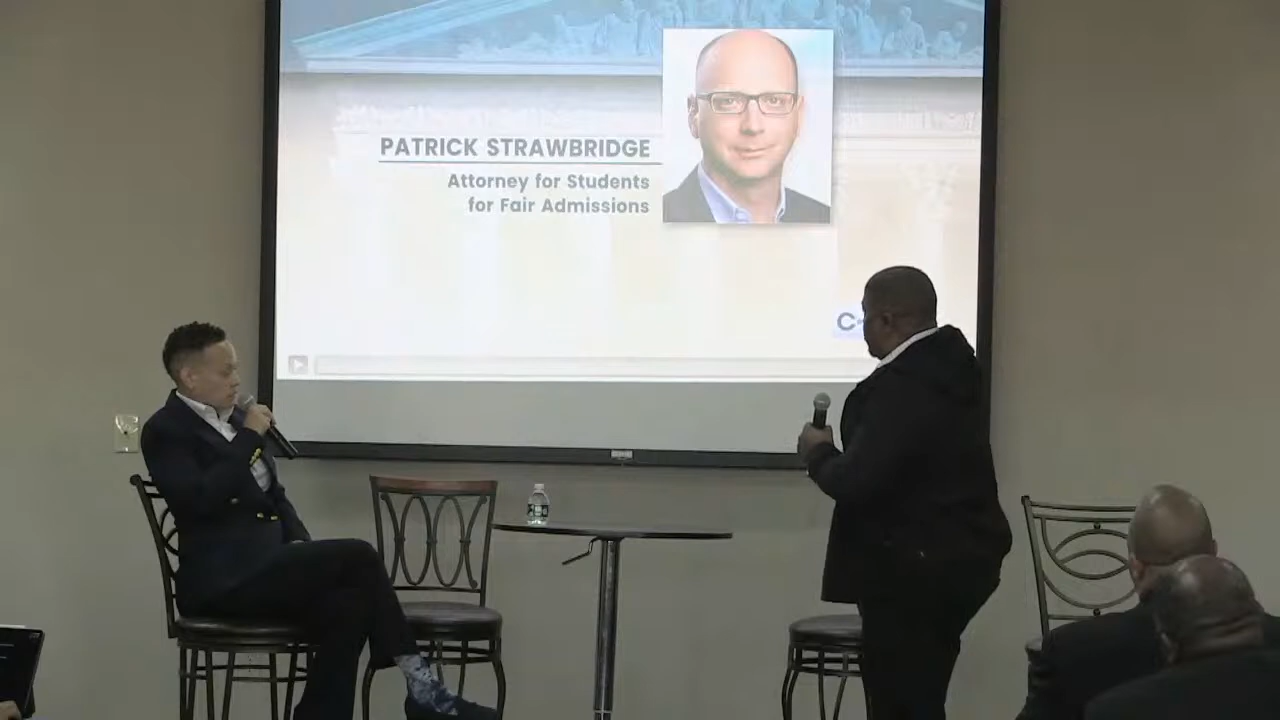 PATRICK STRAWBRIDGE
Attorney for Students
for Fair Admissions
C-